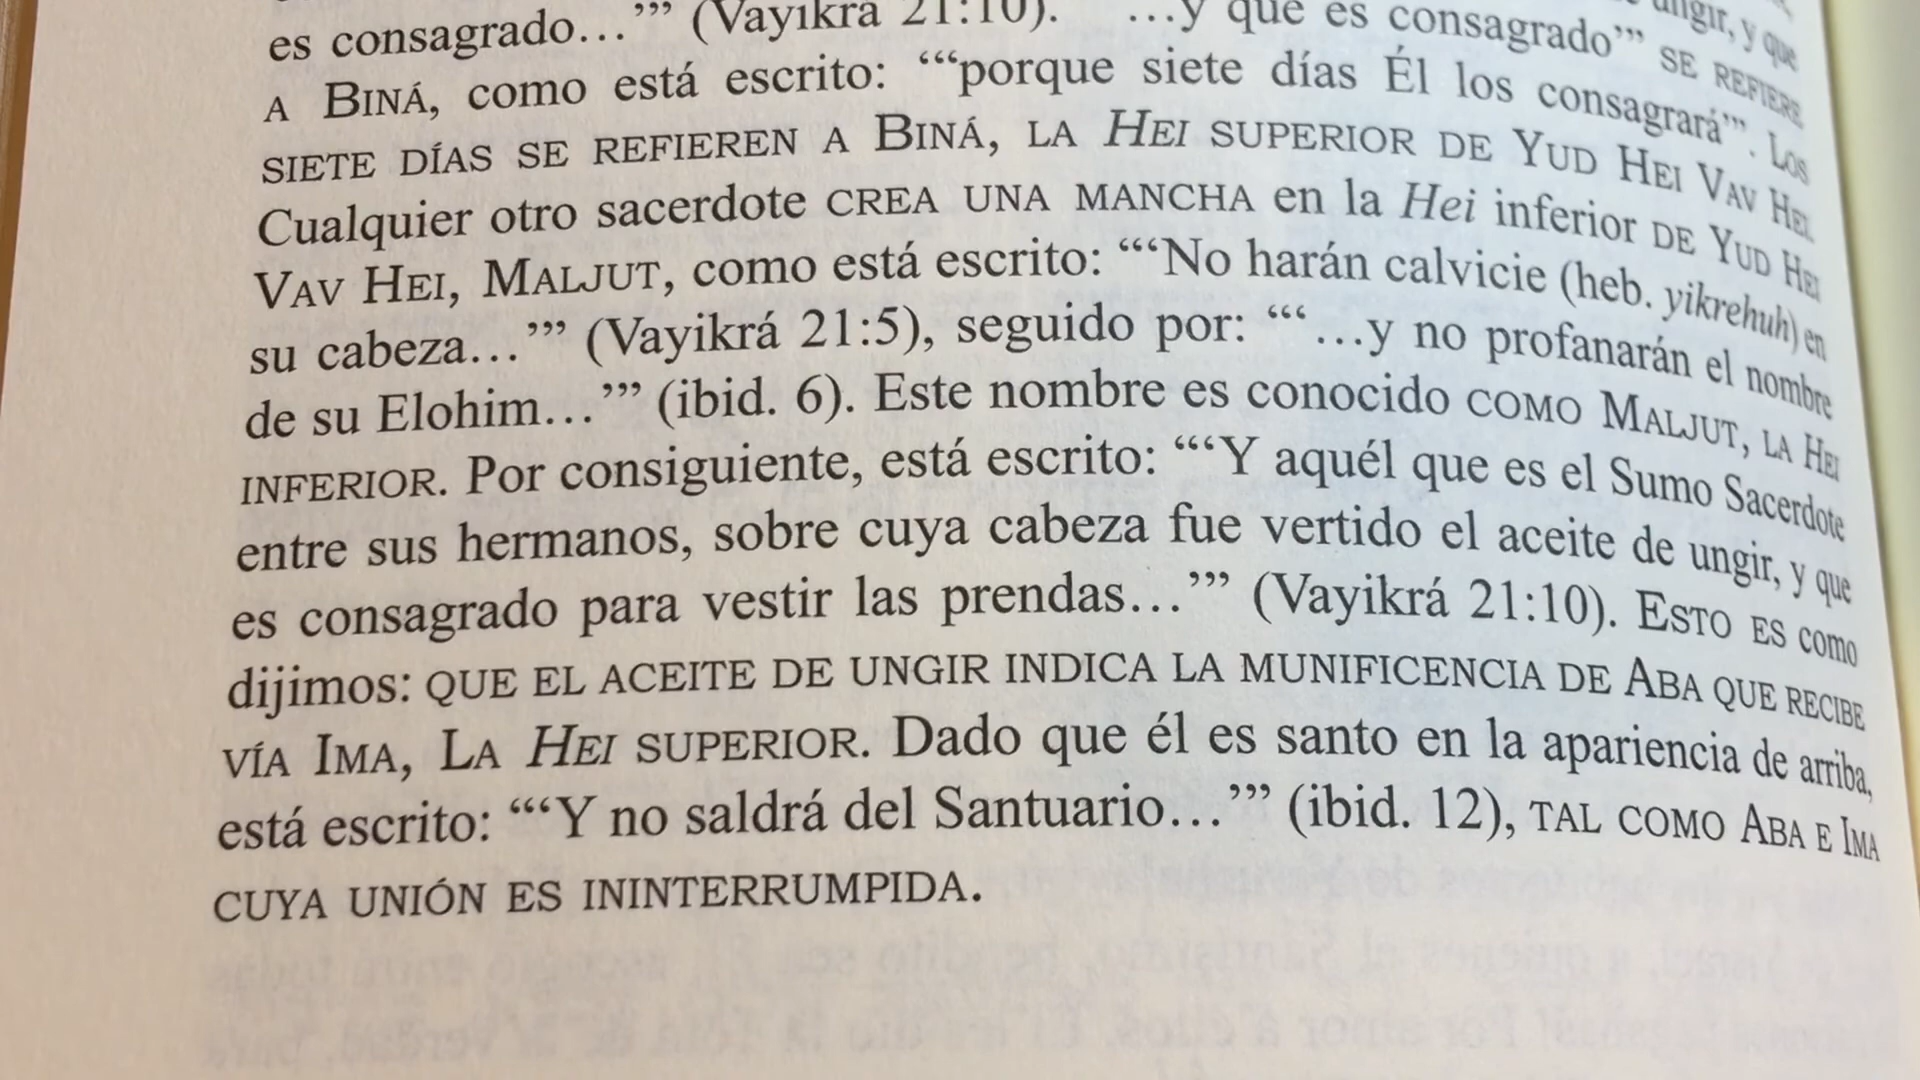 ungir, y que
es consagrado…’”” (Vayikrá 21:10). “‘“…y que es consagrado’”” SE REFIERE
A BINÁ, como está escrito: “‘“porque siete días Él los consagrará’””. LOS
SIETE DÍAS SE REFIEREN A BINÁ, LA HEI SUPERIOR DE YUD HEI VAV HEI.
Cualquier otro sacerdote CREA UNA MANCHA en la Hei inferior DE YUD HEI
VAV HEI, MALJUT, como está escrito: “‘“No harán calvicie (heb. yikrehuh) en
su cabeza…’”” (Vayikrá 21:5), seguido por: “‘“…y no profanarán el nombre
de su Elohim…’”” (ibid. 6). Este nombre es conocido COMO MALJUT, LA HEI
INFERIOR. Por consiguiente, está escrito: “‘“Y aquél que es el Sumo Sacerdote
entre sus hermanos, sobre cuya cabeza fue vertido el aceite de ungir, y que
es consagrado para vestir las prendas…’”” (Vayikrá 21:10). ESTO ES como
dijimos: QUE EL ACEITE DE UNGIR INDICA LA MUNIFICENCIA DE ABA QUE RECIBE
VÍA IMA, LA HEI SUPERIOR. Dado que él es santo en la apariencia de arriba,
está escrito: “‘“Y no saldrá del Santuario…’”” (ibid. 12), TAL COMO ABA E IMA
CUYA UNIÓN ES ININTERRUMPIDA.